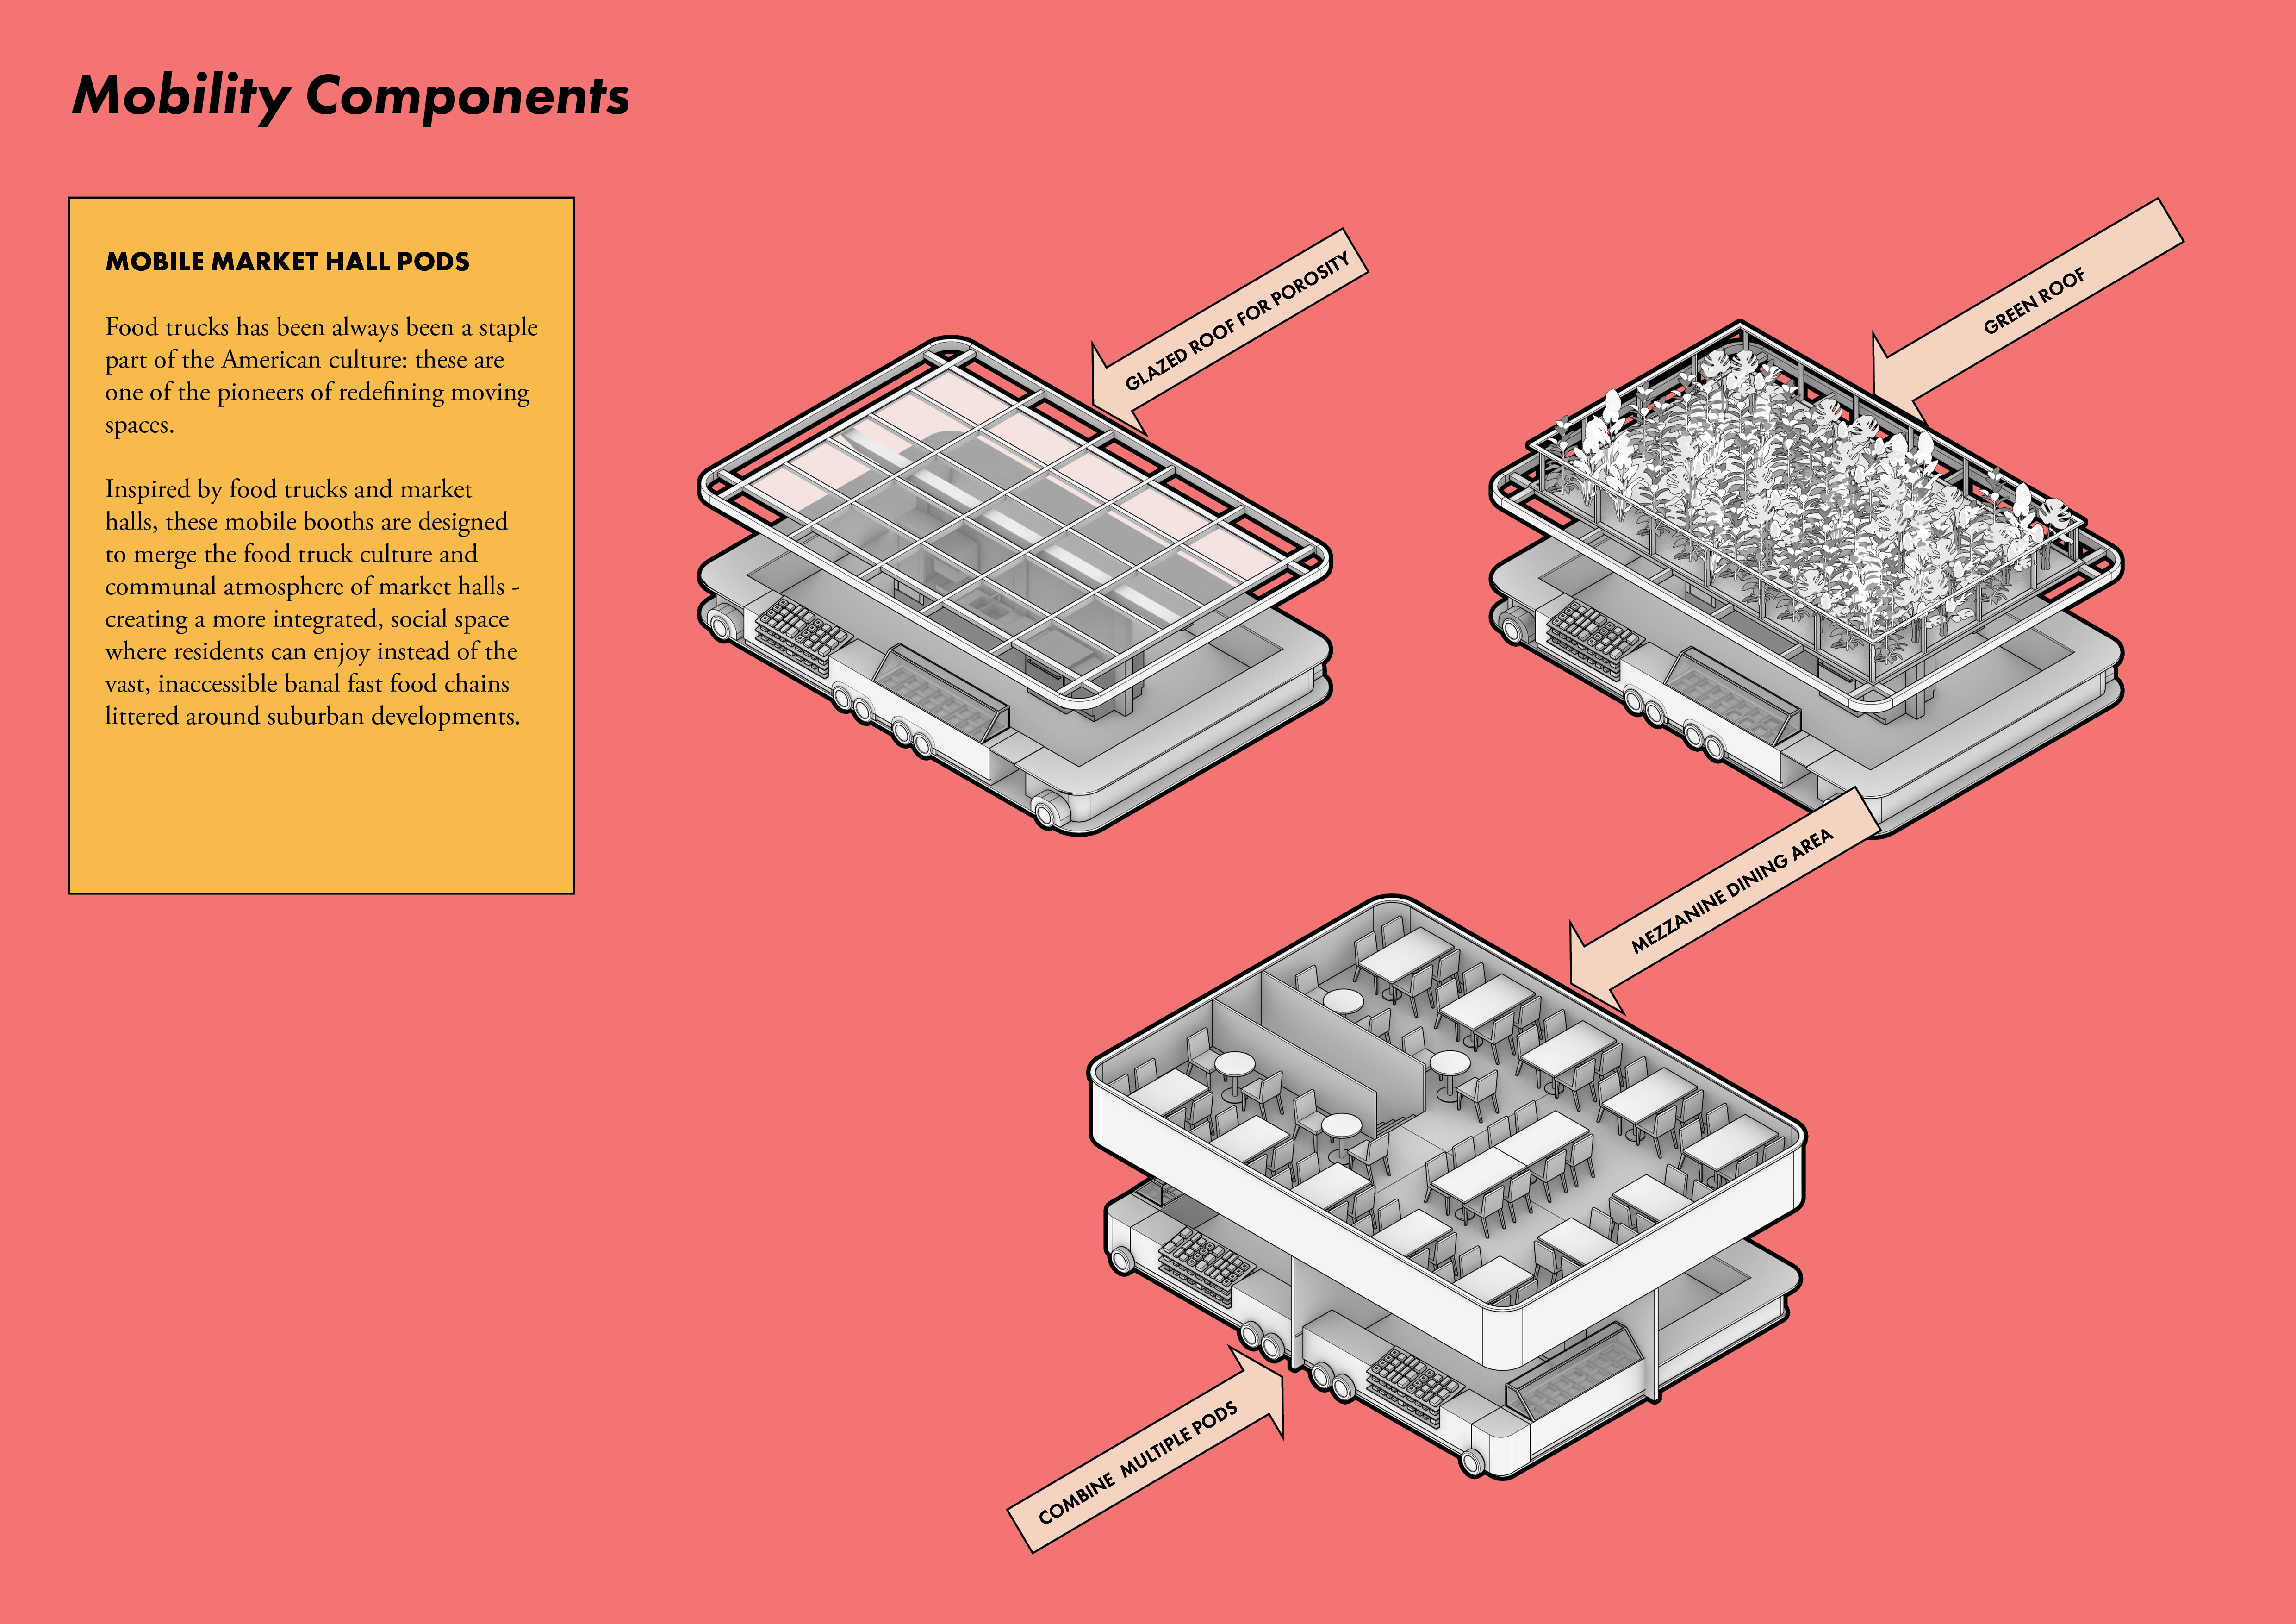 Mobility Components
MOBILE MARKET HALL PODS
Food trucks has been always been a staple
part of the American culture: these are
one of the pioneers of redefining moving
spaces.
Inspired by food trucks and market
halls, these mobile booths are designed
to merge the food truck culture and
communal atmosphere of market halls -
creating a more integrated, social space
where residents can enjoy instead of the
vast, inaccessible banal fast food chains
littered around suburban developments.
GLAZED ROOF FOR POROSITY
GREEN ROOF
MEZZANINE DINING AREA
COMBINE MULTIPLE PODS